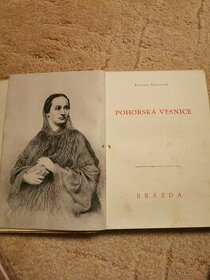 Božena Němcová
POHORSKÁ VESNICE
BRÁZDA